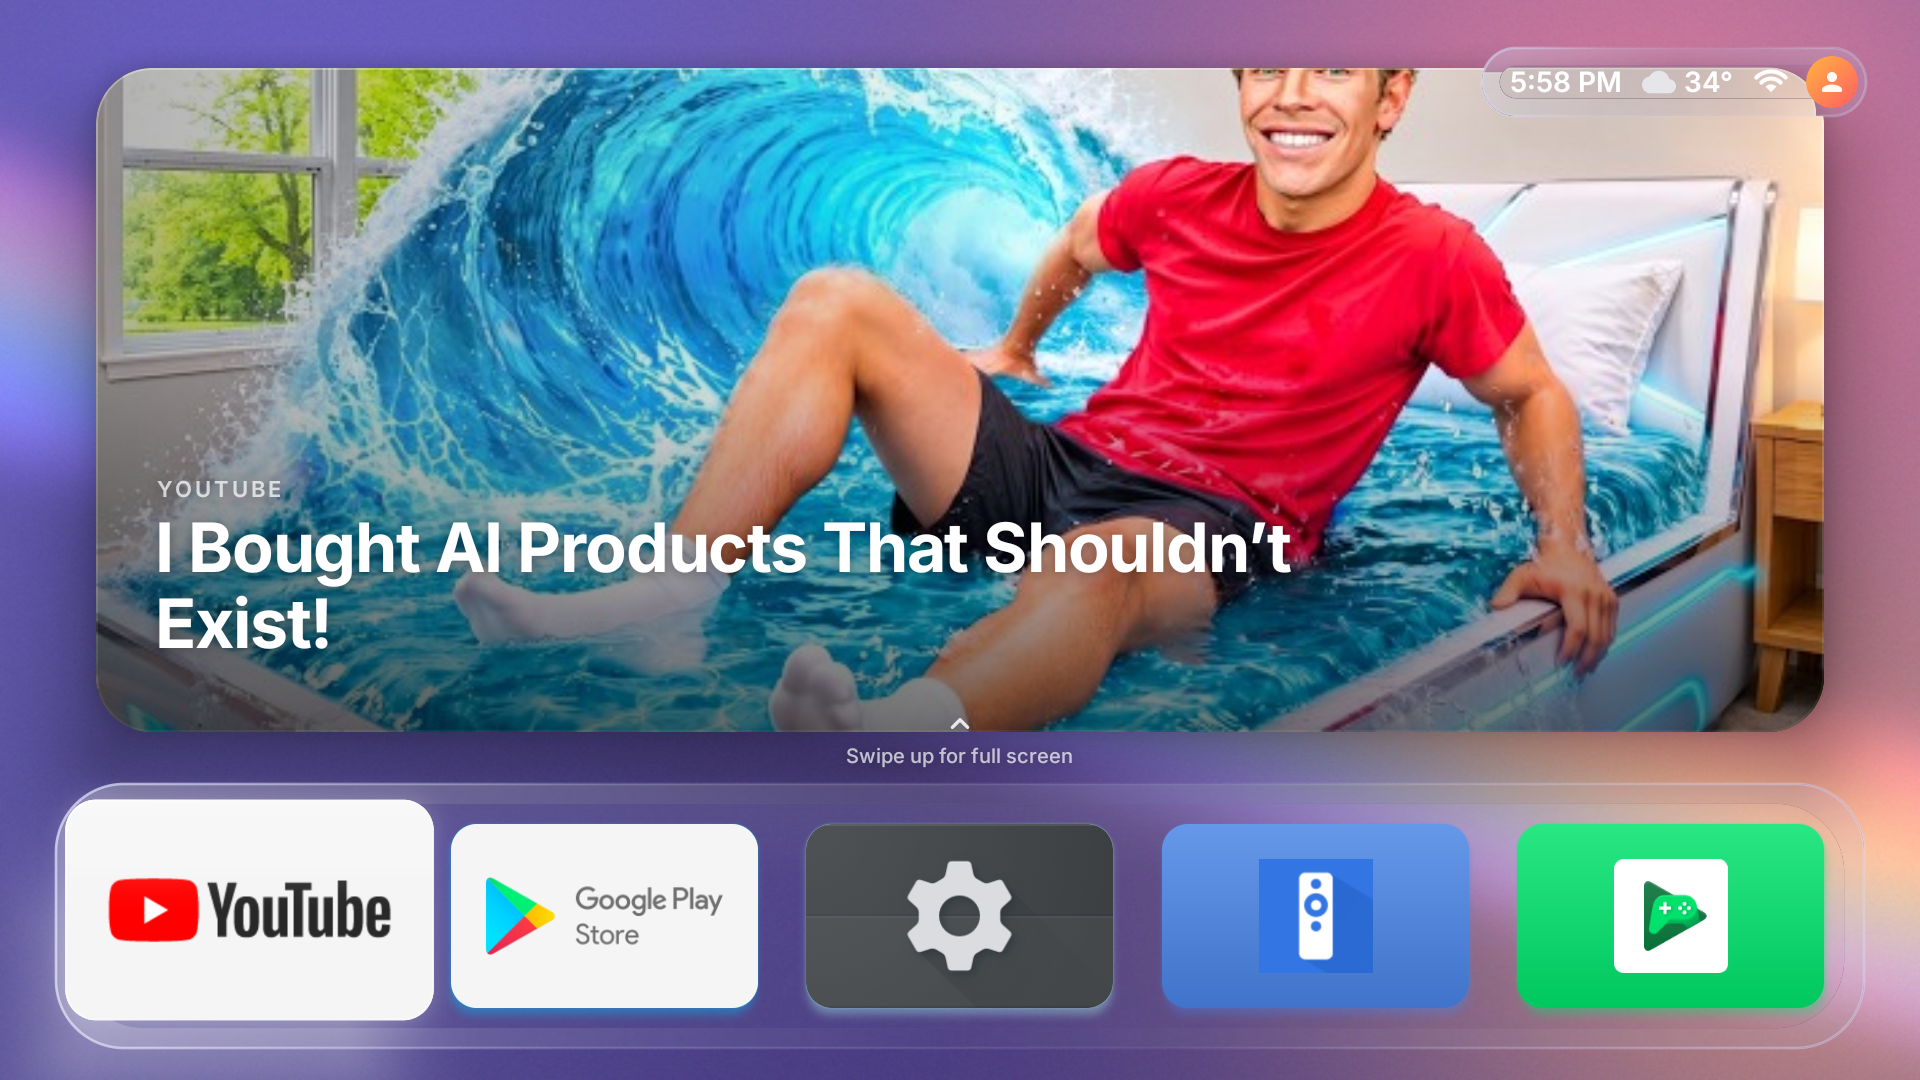 5:58 PM 34°
YOUTUBE
I Bought AI Products That Shouldn’t
Exist!
Swipe up for full screen
YouTube
Google Play
Store